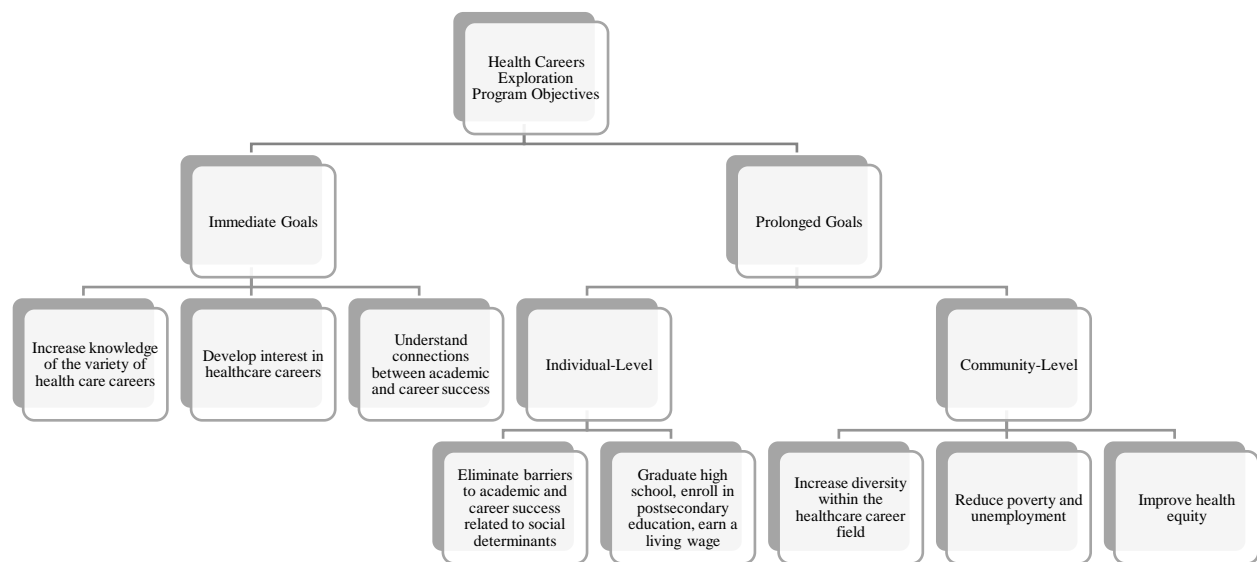 Health Careers
Exploration
Program Objectives
Immediate Goals
Prolonged Goals
Increase knowledge
of the variety of
health care careers
Develop interest in
healthcare careers
Understand
connections
between academic
and career success
Individual-Level
Community-Level
Eliminate barriers
to academic and
career success
related to social
determinants
Graduate high
school, enroll in
postsecondary
education, earn a
living wage
Increase diversity
within the
healthcare career
field
Reduce poverty and
unemployment
Improve health
equity